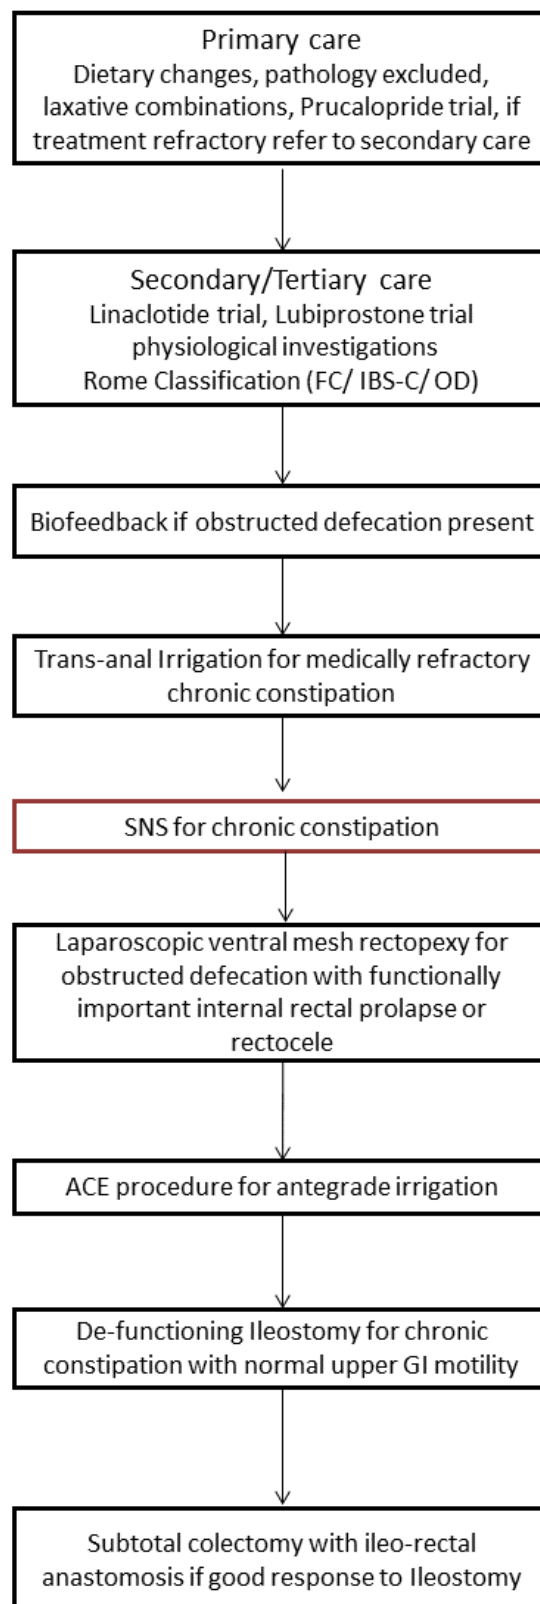 Primary care
Dietary changes, pathology excluded,
laxative combinations, Prucalopride trial, if
treatment refractory refer to secondary care
Secondary/Tertiary care
Linaclotide trial, Lubiprostone trial
physiological investigations
Rome Classification (FC/ IBS-C/ OD)
Biofeedback if obstructed defecation present
Trans-anal Irrigation for medically refractory
chronic constipation
SNS for chronic constipation
Laparoscopic ventral mesh rectopexy for
obstructed defecation with functionally
important internal rectal prolapse or
rectocele
ACE procedure for antegrade irrigation
De-functioning Ileostomy for chronic
constipation with normal upper GI motility
Subtotal colectomy with ileo-rectal
anastomosis if good response to Ileostomy